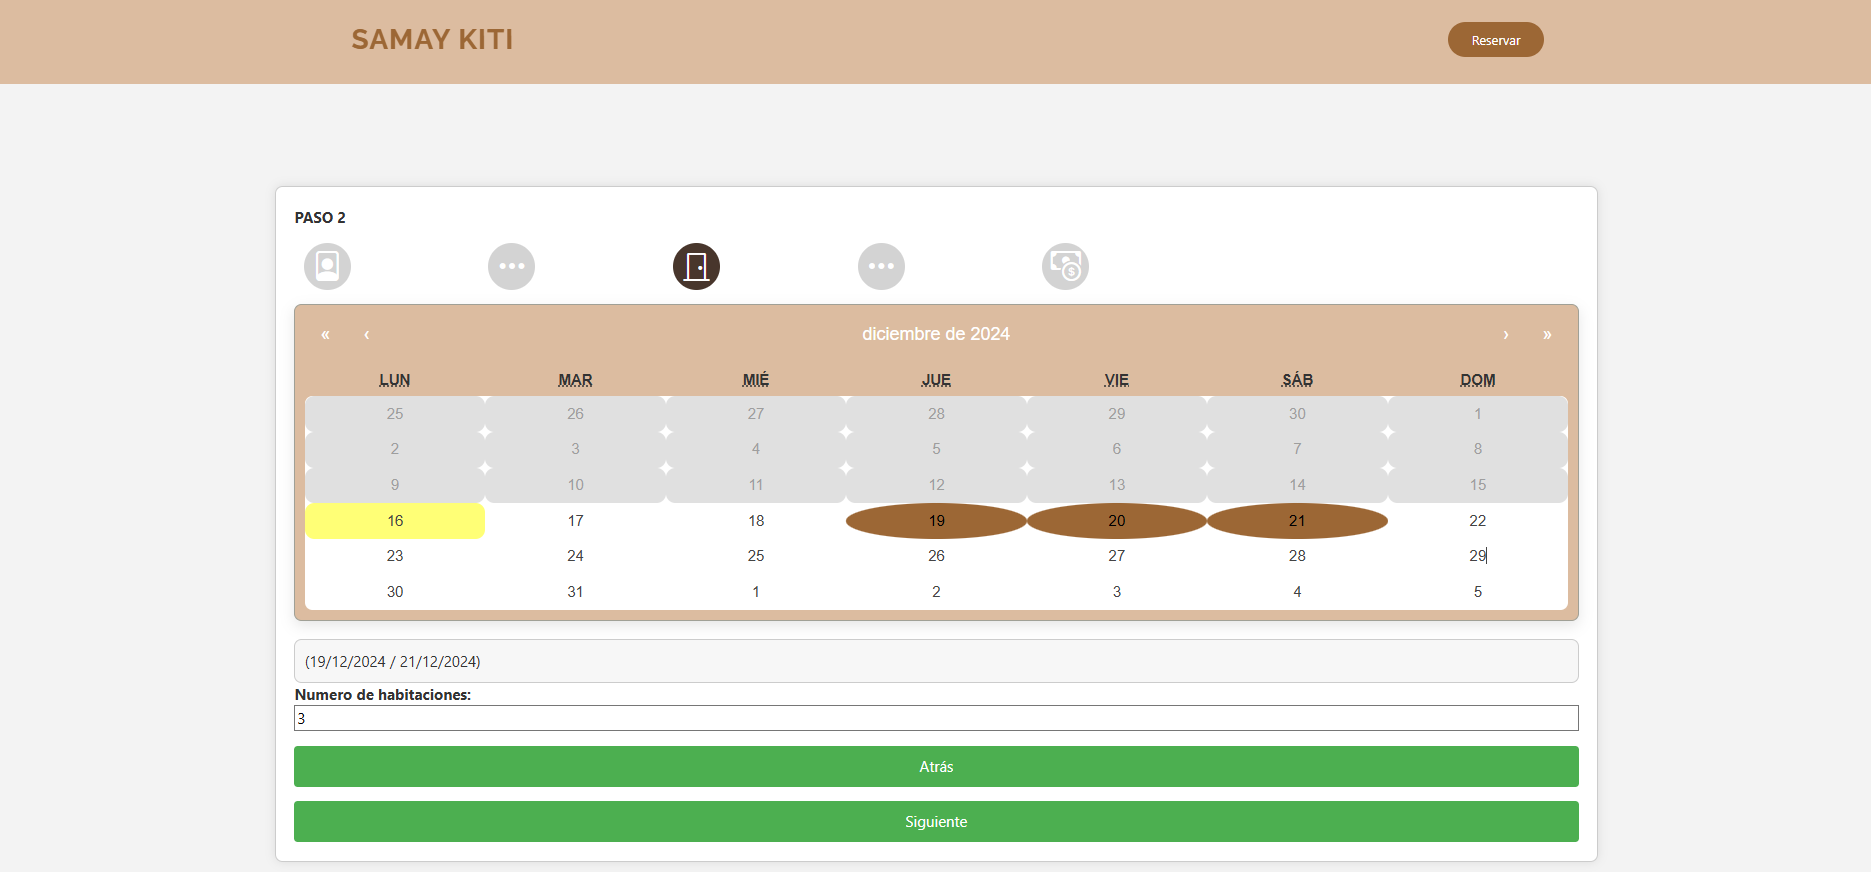 SAMAY KITI
Reservar
PASO 2
$
« ‹ diciembre de 2024 › »
LUN MAR MIÉ JUE VIE SÁB DOM
25 26 27 28 29 30 1
2 3 4 5 6 7 8
9 10 11 12 13 14 15
16 17 18 19 20 21 22
23 24 25 26 27 28 29
30 31 1 2 3 4 5
(19/12/2024 / 21/12/2024)
Numero de habitaciones:
3
Atrás
Siguiente